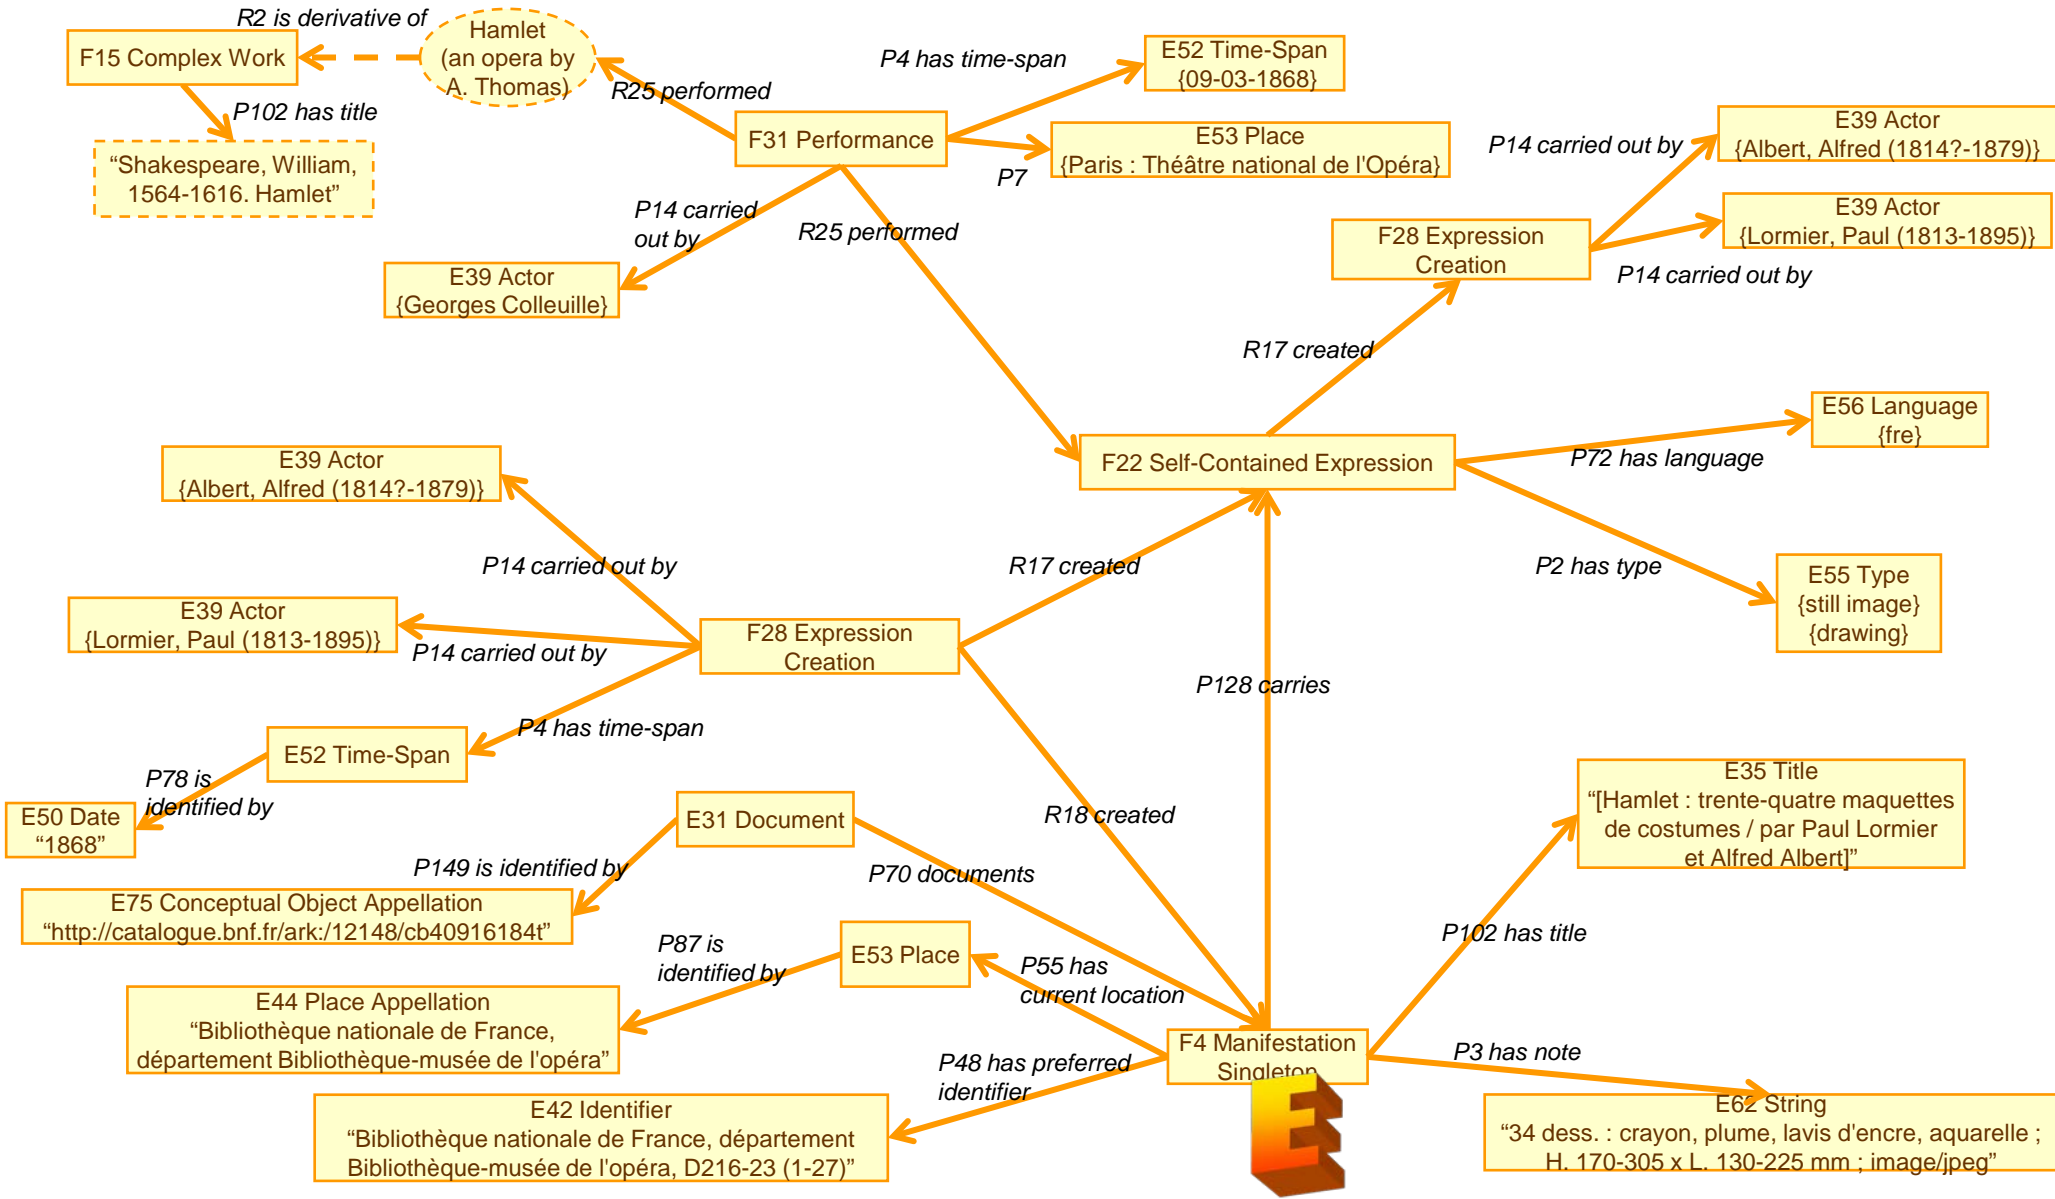 R2 is derivative of
F15 Complex Work
Hamlet
(an opera by
A. Thomas)
P102 has title
“Shakespeare, William,
1564-1616. Hamlet”
R25 performed
P4 has time-span
E52 Time-Span
{09-03-1868}
F31 Performance
E53 Place
{Paris : Théâtre national de l'Opéra}
P7
P14 carried out by
E39 Actor
{Albert, Alfred (1814?-1879)}
E39 Actor
{Lormier, Paul (1813-1895)}
P14 carried out by
F28 Expression
Creation
P14 carried
out by
R25 performed
E39 Actor
{Georges Colleuille}
R17 created
E56 Language
{fre}
P72 has language
F22 Self-Contained Expression
E39 Actor
{Albert, Alfred (1814?-1879)}
P14 carried out by
R17 created
P2 has type
E55 Type
{still image}
{drawing}
E39 Actor
{Lormier, Paul (1813-1895)}
P14 carried out by
F28 Expression
Creation
P128 carries
P4 has time-span
E52 Time-Span
P78 is
identified by
E50 Date
“1868”
E31 Document
R18 created
E35 Title
“[Hamlet : trente-quatre maquettes
de costumes / par Paul Lormier
et Alfred Albert]”
P149 is identified by
P70 documents
E75 Conceptual Object Appellation
“http://catalogue.bnf.fr/ark:/12148/cb40916184t”
P102 has title
P87 is
identified by
E53 Place
P55 has
current location
E44 Place Appellation
“Bibliothèque nationale de France,
département Bibliothèque-musée de l'opéra”
F4 Manifestation
Singleton
P3 has note
P48 has preferred
identifier
E42 Identifier
“Bibliothèque nationale de France, département
Bibliothèque-musée de l'opéra, D216-23 (1-27)”
E
E62 String
“34 dess. : crayon, plume, lavis d'encre, aquarelle ;
H. 170-305 x L. 130-225 mm ; image/jpeg”